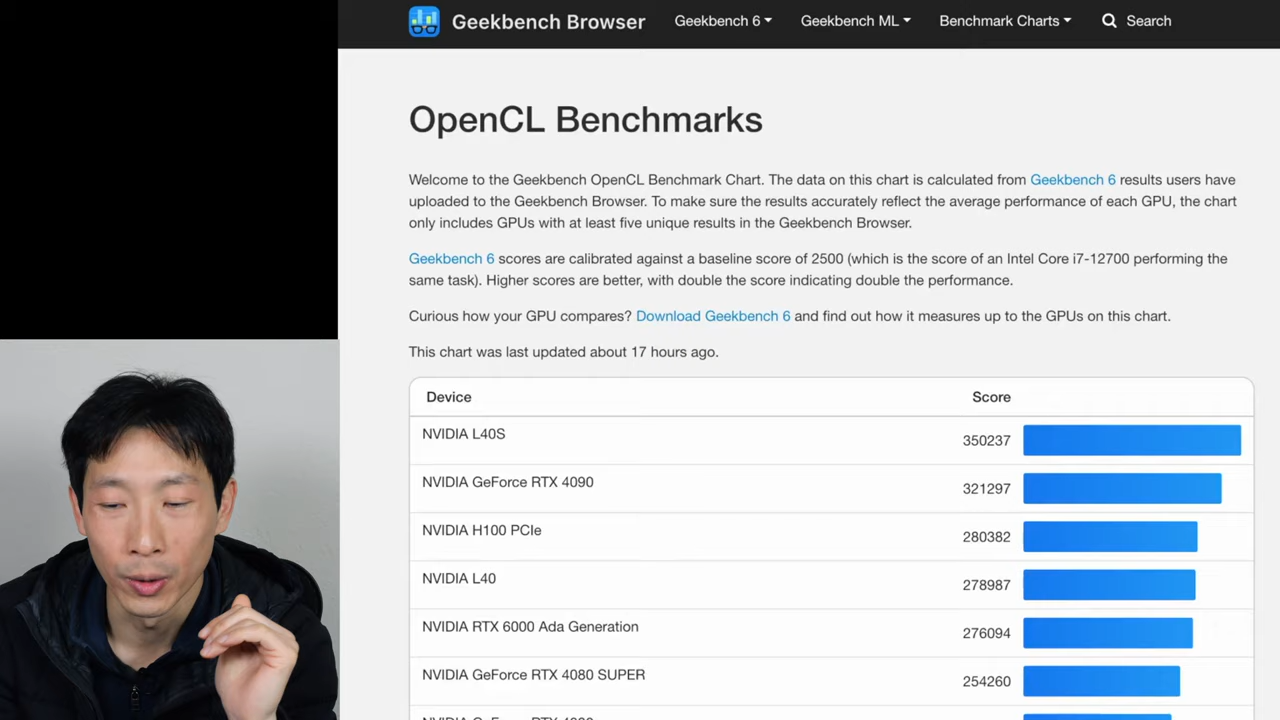 Geekbench Browser Geekbench 6 Geekbench ML Benchmark Charts Search
OpenCL Benchmarks
Welcome to the Geekbench OpenCL Benchmark Chart. The data on this chart is calculated from Geekbench 6 results users have
uploaded to the Geekbench Browser. To make sure the results accurately reflect the average performance of each GPU, the chart
only includes GPUs with at least five unique results in the Geekbench Browser.
Geekbench 6 scores are calibrated against a baseline score of 2500 (which is the score of an Intel Core i7-12700 performing the
same task). Higher scores are better, with double the score indicating double the performance.
Curious how your GPU compares? Download Geekbench 6 and find out how it measures up to the GPUs on this chart.
This chart was last updated about 17 hours ago.
Device Score
NVIDIA L40S 350237
NVIDIA GeForce RTX 4090 321297
NVIDIA H100 PCIe 280382
NVIDIA L40 278987
NVIDIA RTX 6000 Ada Generation 276094
NVIDIA GeForce RTX 4080 SUPER 254260